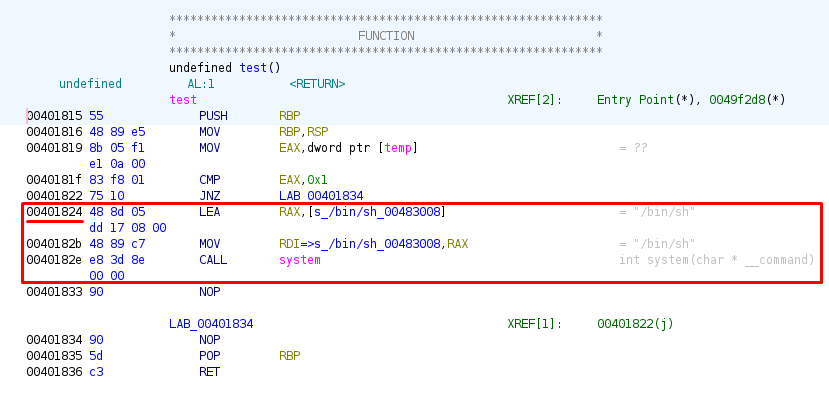 *************************************************************
* FUNCTION *
*************************************************************
undefined test()
undefined AL:1 <RETURN>
test XREF[2]: Entry Point(*), 0049f2d8(*)
00401815 55 PUSH RBP
00401816 48 89 e5 MOV RBP,RSP
00401819 8b 05 f1 MOV EAX,dword ptr [temp] = ??
e1 0a 00
0040181f 83 f8 01 CMP EAX,0x1
00401822 75 10 JNZ LAB_00401834
00401824 48 8d 05 LEA RAX,[s_/bin/sh_00483008] = "/bin/sh"
dd 17 08 00
0040182b 48 89 c7 MOV RDI=>s_/bin/sh_00483008,RAX = "/bin/sh"
0040182e e8 3d 8e CALL system int system(char * __command)
00 00
00401833 90 NOP
LAB_00401834 XREF[1]: 00401822(j)
00401834 90 NOP
00401835 5d POP RBP
00401836 c3 RET